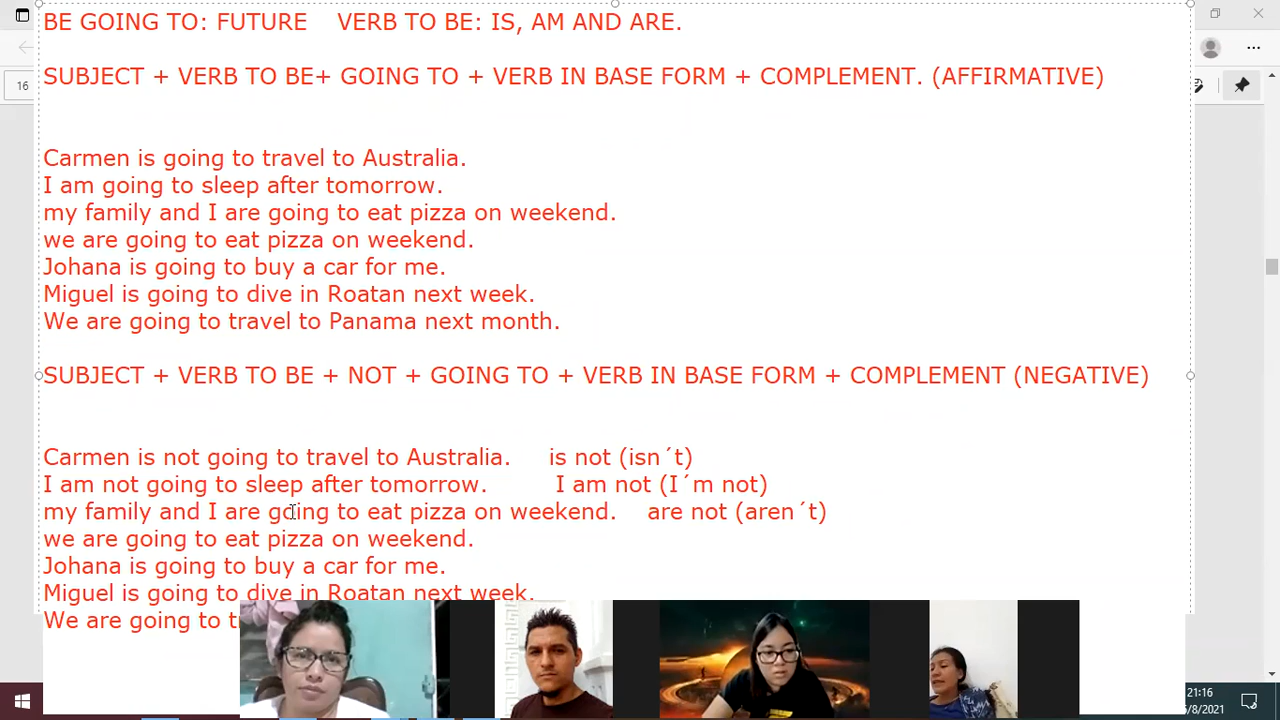 BE GOING TO: FUTURE VERB TO BE: IS, AM AND ARE.
16
SUBJECT + VERB TO BE+ GOING TO + VERB IN BASE FORM + COMPLEMENT. (AFFIRMATIVE)
Carmen is going to travel to Australia.
I am going to sleep after tomorrow.
my family and I are going to eat pizza on weekend.
we are going to eat pizza on weekend.
Johana is going to buy a car for me.
Miguel is going to dive in Roatan next week.
We are going to travel to Panama next month.
SUBJECT + VERB TO BE + NOT + GOING TO + VERB IN BASE FORM + COMPLEMENT (NEGATIVE)
Carmen is not going to travel to Australia. is not (isn´t)
I am not going to sleep after tomorrow. I am not (I´m not)
my family and I are going to eat pizza on weekend. are not (aren´t)
we are going to eat pizza on weekend.
Johana is going to buy a car for me.
Miguel is going to dive in Roatan next week.
We are going to
21:16
/8/2021